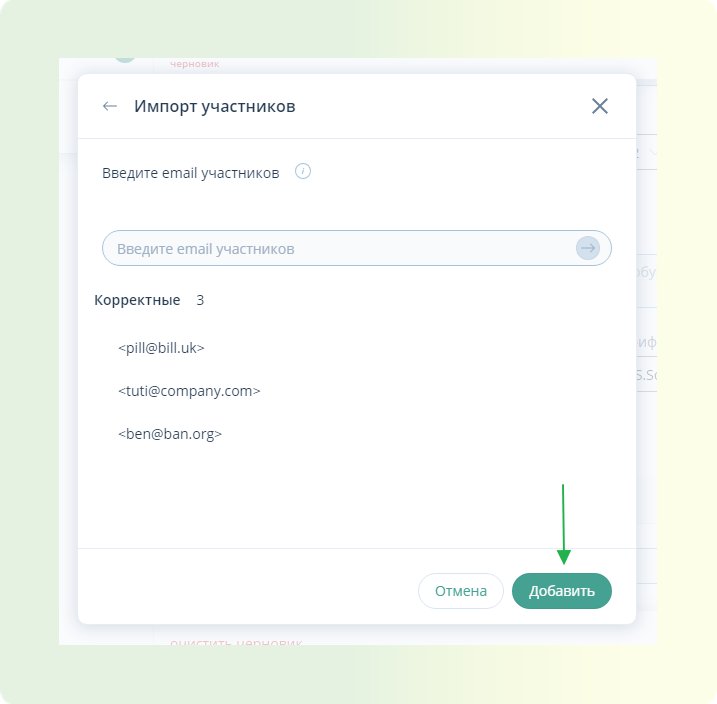 черновик
Импорт участников
Введите email участников
Введите email участников
Корректные 3
<pill@bill.uk>
<tuti@company.com>
<ben@ban.org>
Отмена Добавить
очистить черновик